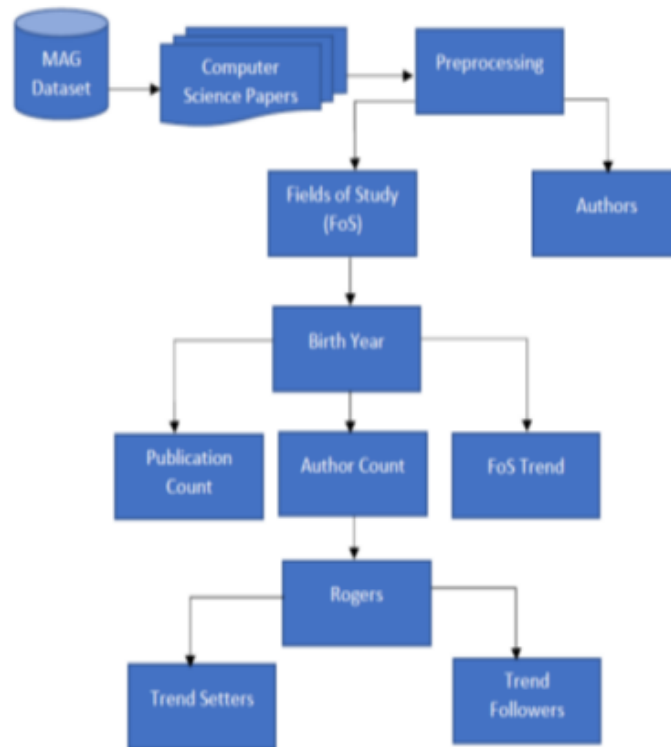 MAG
Dataset
Computer
Science Papers
Preprocessing
Fields of Study
(FoS)
Authors
Birth Year
Publication
Count
Author Count
FoS Trend
Rogers
Trend Setters
Trend
Followers